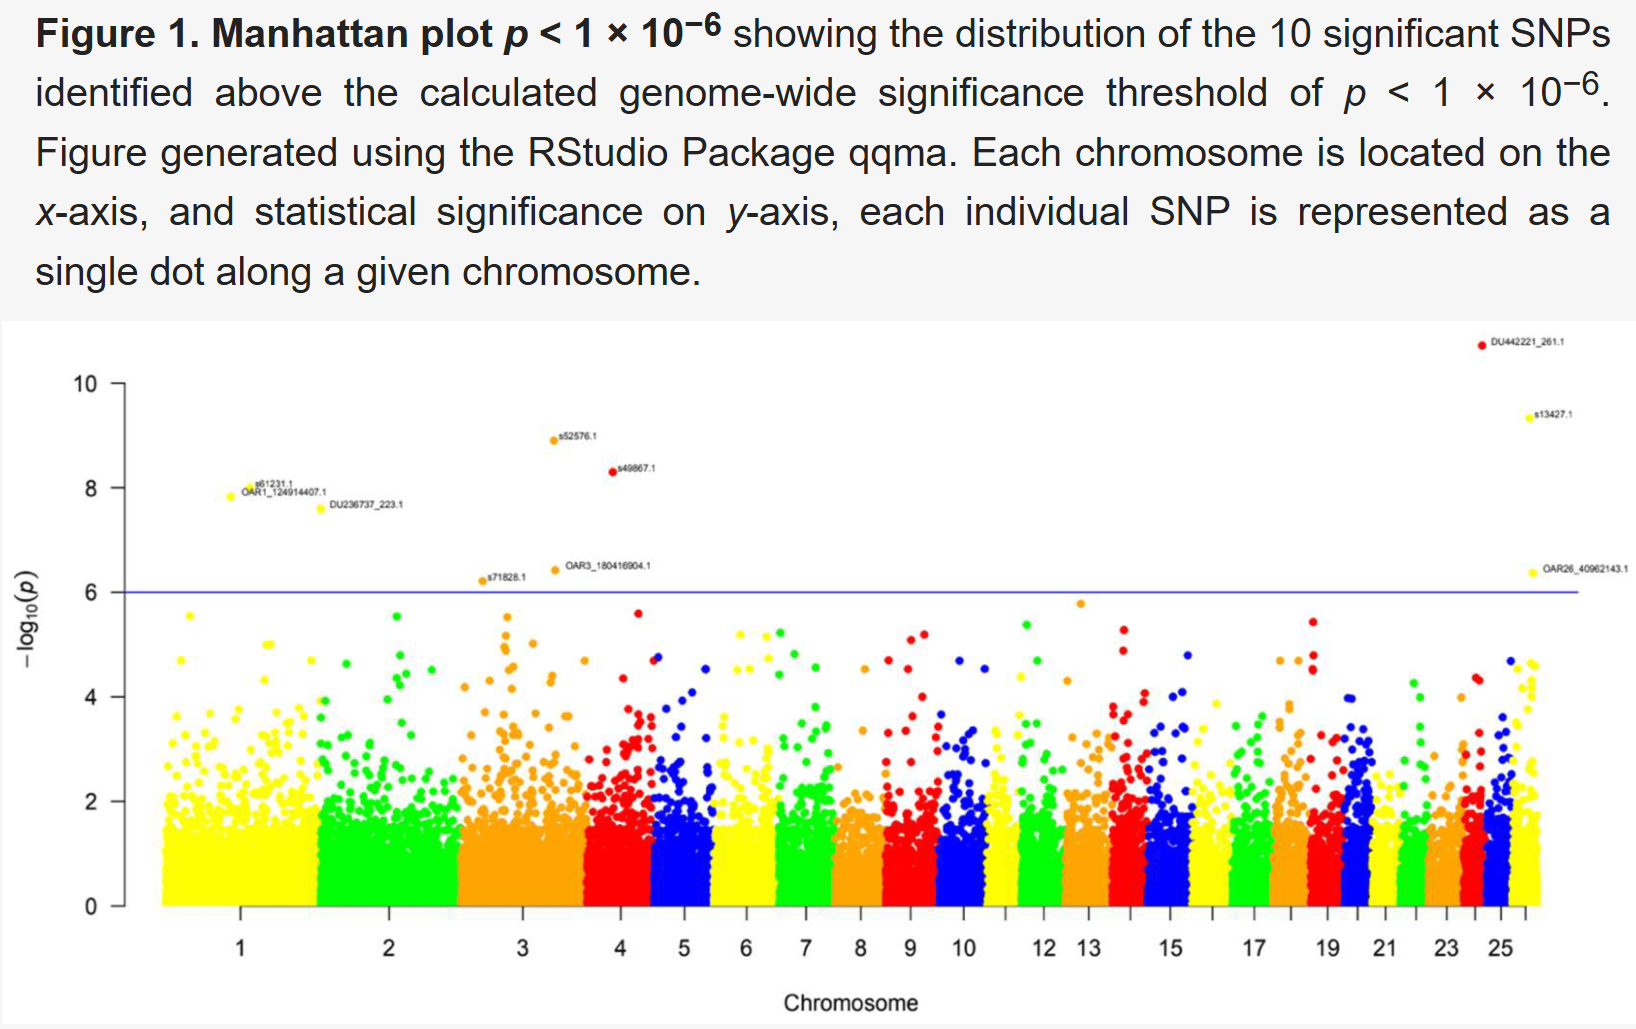 Figure 1. Manhattan plot p < 1 × 10−6 showing the distribution of the 10 significant SNPs
identified above the calculated genome-wide significance threshold of p < 1 × 10−6.
Figure generated using the RStudio Package qqma. Each chromosome is located on the
x-axis, and statistical significance on y-axis, each individual SNP is represented as a
single dot along a given chromosome.
DU442221_261.1
10
s13427.1
s52576.1
s49867.1
8
s61231.1
OAR1_124914407.1
DU236737_223.1
OAR3_180416904.1
OAR26_40962143.1
s71828.1
6
−log10(p)
4
2
0
1 2 3 4 5 6 7 8 9 10 12 13 15 17 19 21 23 25
Chromosome